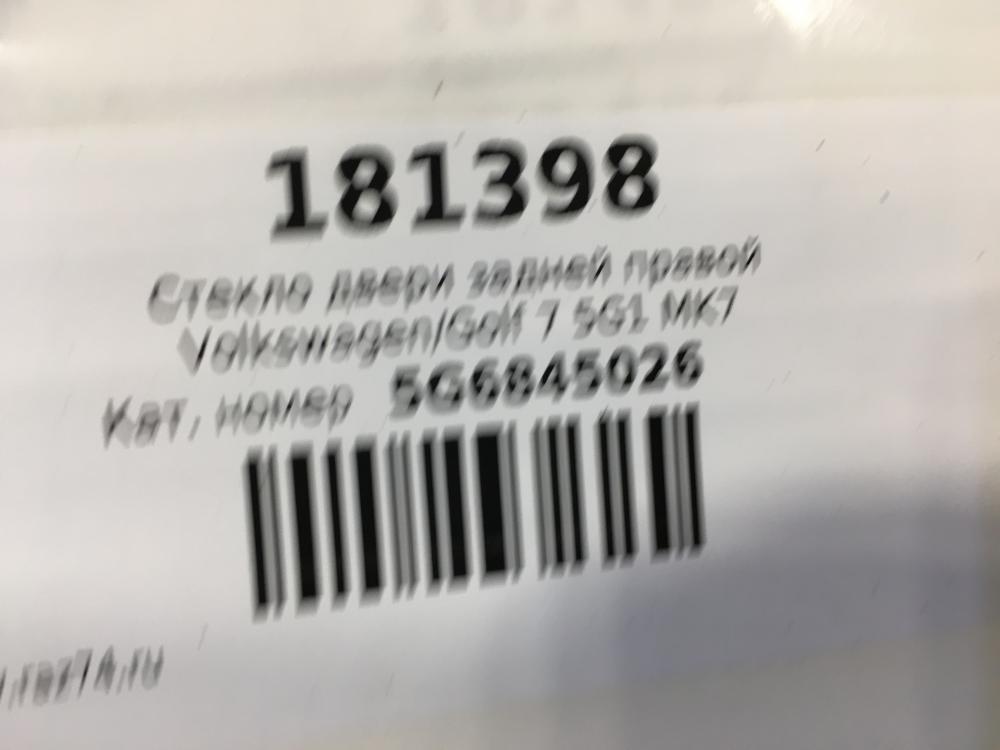 181398
Стекло двери задней правой
Volkswagen/Golf 7 5G1 MK7
Кат. номер 5G6845026